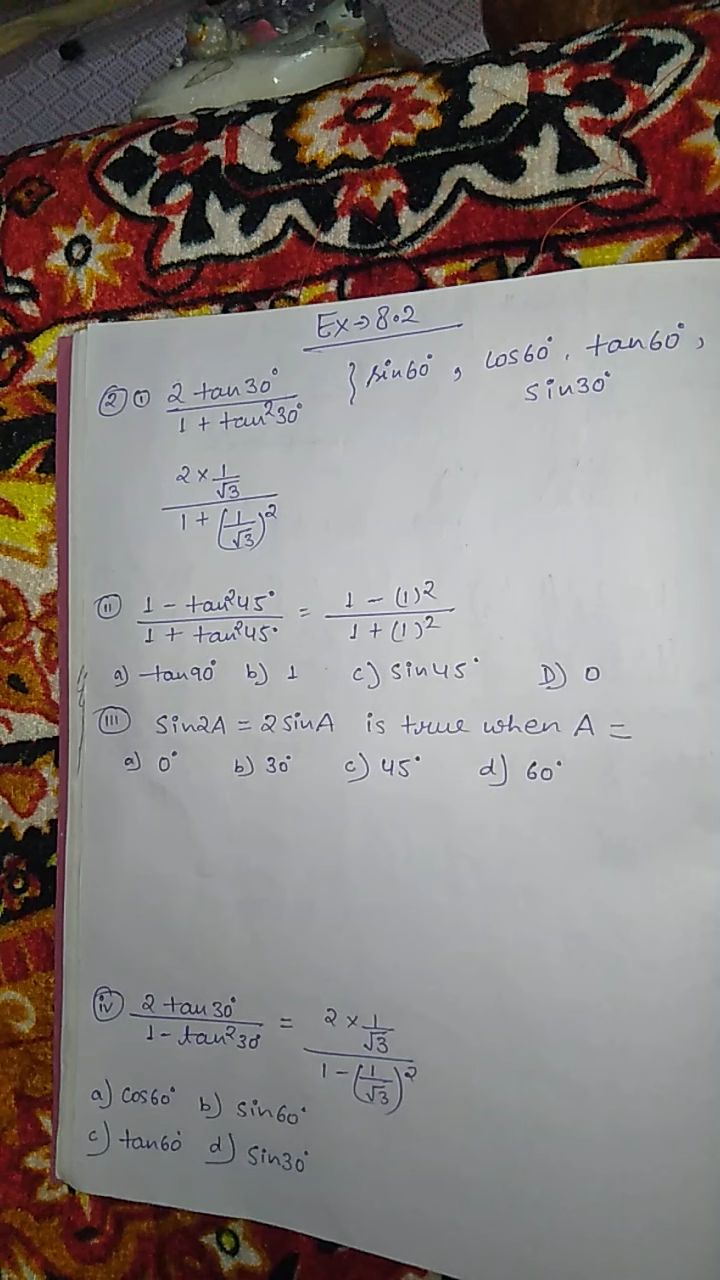 Ex→8.2
② ① 2 tan30° / 1 + tan²30° } sin60°, cos60°, tan60°,
sin30°
2 × 1/√3 / 1 + (1/√3)²
ⅱ 1 - tan²45° / 1 + tan²45° = 1 - (1)² / 1 + (1)²
a) tan90° b) 1 c) sin45° D) 0
ⅲ Sin2A = 2sinA is true when A =
a) 0° b) 30° c) 45° d) 60°
ⅳ 2 tan30° / 1 - tan²30° = 2 × 1/√3 / 1 - (1/√3)²
a) cos60° b) sin60°
c) tan60° d) sin30°